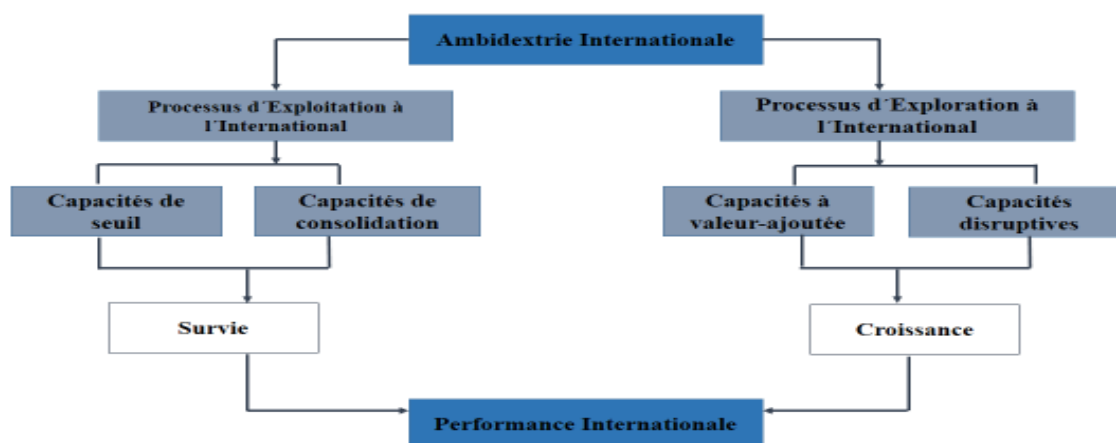 Ambidextrie Internationale
Processus d´Exploitation à
l´International
Processus d´Exploration à
l´International
Capacités de
seuil
Capacités de
consolidation
Capacités à
valeur-ajoutée
Capacités
disruptives
Survie
Croissance
Performance Internationale